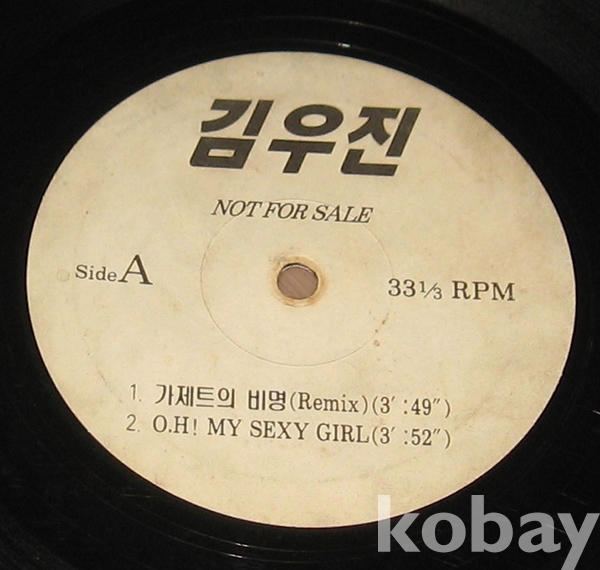 김우진
NOT FOR SALE
Side A
33⅓ RPM
1. 가제트의 비명(Remix)(3′:49″)
2. O.H! MY SEXY GIRL(3′:52″)
kobay